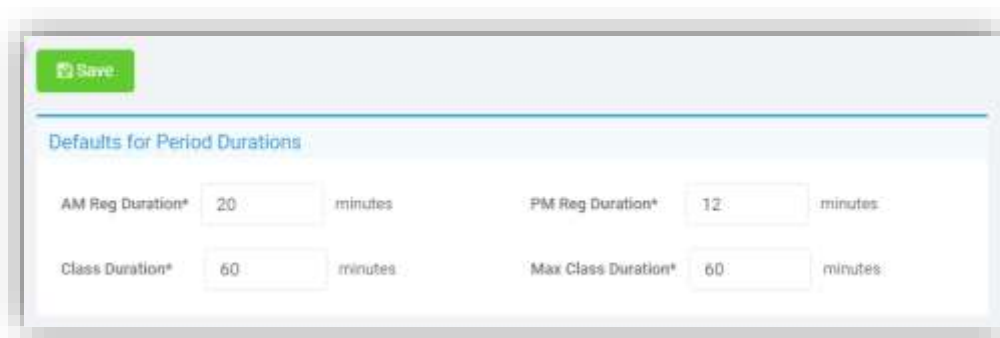 Save
Defaults for Period Durations
AM Reg Duration* 20 minutes PM Reg Duration* 12 minutes
Class Duration* 60 minutes Max Class Duration* 60 minutes